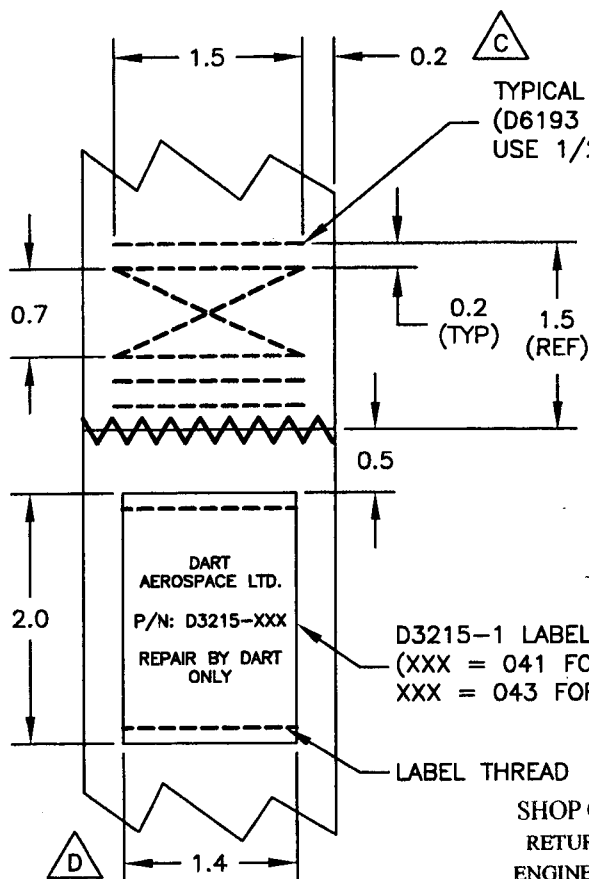 1.5
0.2
C
TYPICAL
(D6193
USE 1/2
0.7
0.2
(TYP)
1.5
(REF)
0.5
DART
AEROSPACE LTD.
P/N: D3215-XXX
REPAIR BY DART
ONLY
2.0
D3215-1 LABEL
(XXX = 041 FO
XXX = 043 FOR
LABEL THREAD
SHOP
RETUR
ENGINE
D
1.4